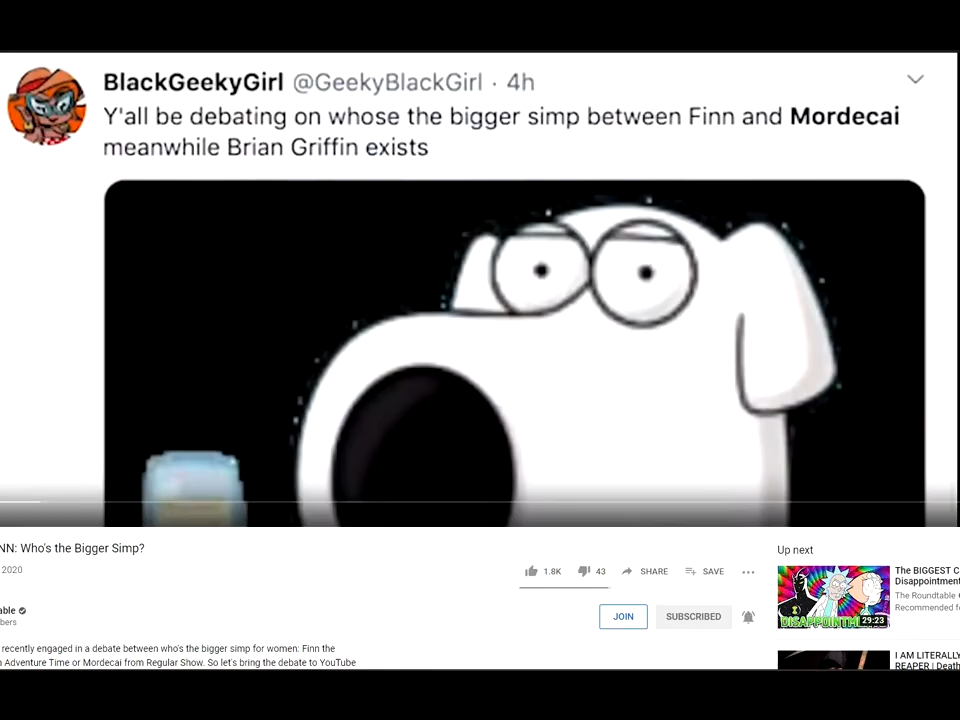 BlackGeekyGirl @GeekyBlackGirl · 4h
Y'all be debating on whose the bigger simp between Finn and Mordecai
meanwhile Brian Griffin exists
NN: Who's the Bigger Simp?
2020
1.8K 43 SHARE SAVE
able
bers
JOIN SUBSCRIBED
recently engaged in a debate between who's the bigger simp for women: Finn the
Adventure Time or Mordecai from Regular Show. So let's bring the debate to YouTube
Up next
DISAPPOINTM
29:23
The BIGGEST C
Disappointment
The Roundtable
Recommended fo
I AM LITERALLY
REAPER | Death